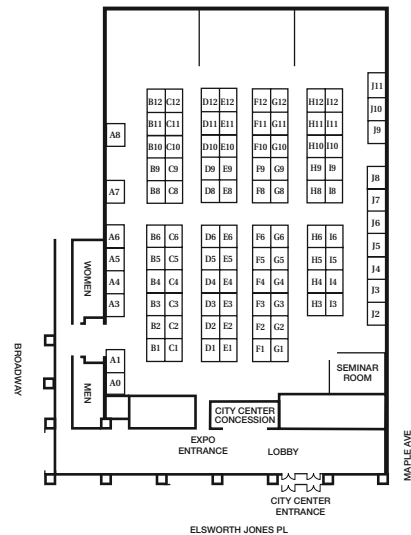 J11
B12 C12 D12 E12 F12 G12 H12 I12
J10
B11 C11 D11 E11 F11 G11 H11 I11
A8 J9
B10 C10 D10 E10 F10 G10 H10 I10
B9 C9 D9 E9 F9 G9 H9 I9
J8
A7 B8 C8 D8 E8 F8 G8 H8 I8
J7
J6
A6 B6 C6 D6 E6 F6 G6 H6 I6
J5
A5 B5 C5 D5 E5 F5 G5 H5 I5
J4
WOMEN
A4 B4 C4 D4 E4 F4 G4 H4 I4
J3
A3 B3 C3 D3 E3 F3 G3 H3 I3
J2
B2 C2 D2 E2 F2 G2
B1 C1 D1 E1 F1 G1
A1
A0
MEN
BROADWAY
SEMINAR
ROOM
CITY CENTER
CONCESSION
EXPO
ENTRANCE
LOBBY
MAPLE AVE
CITY CENTER
ENTRANCE
ELSWORTH JONES PL